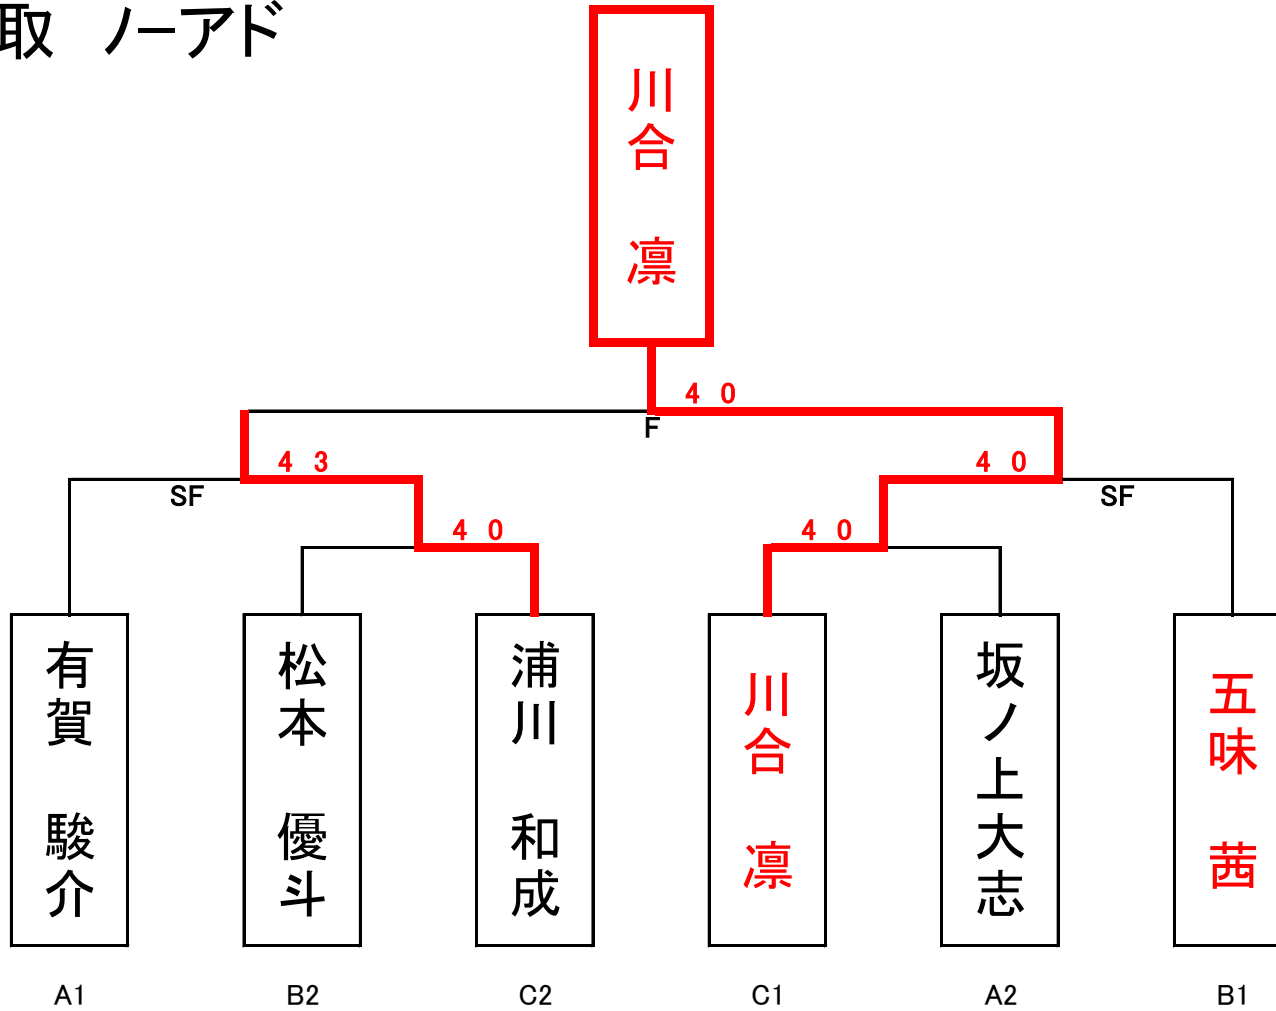 取 ノーアド
川合 凛
4 0
F
4 3
4 0
SF
SF
4 0
4 0
有賀 駿介
松本 優斗
浦川 和成
川合 凛
坂ノ上大志
五味 茜
A1
B2
C2
C1
A2
B1